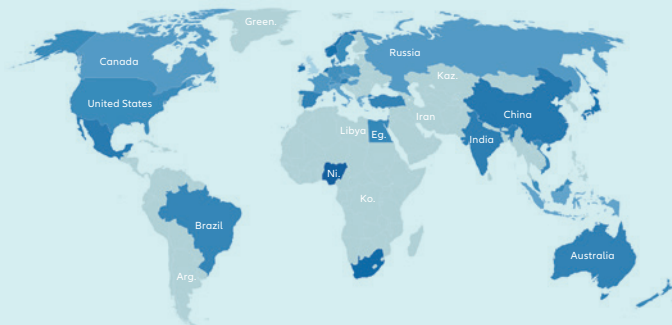 Green.
Canada
Russia
Kaz.
United States
China
Libya
Eg.
Iran
India
Ni.
Ko.
Brazil
Australia
Arg.